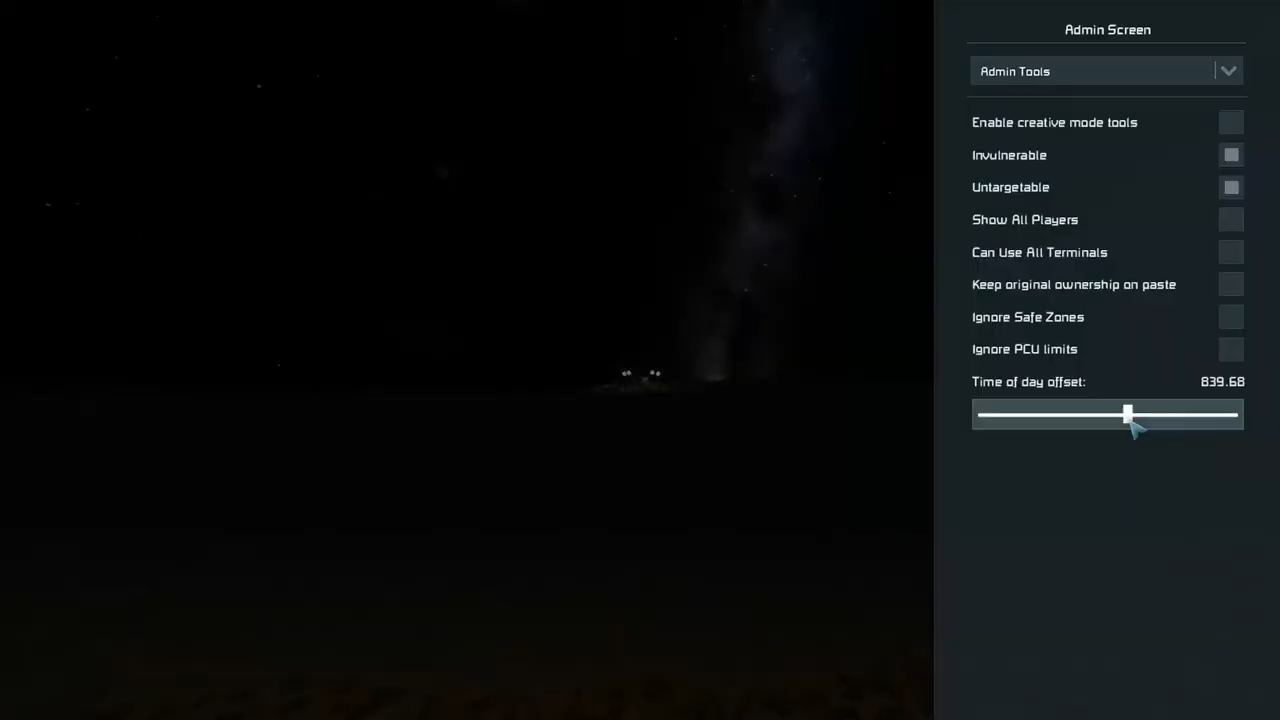 Admin Screen
Admin Tools
Enable creative mode tools
Invulnerable
Untargetable
Show All Players
Can Use All Terminals
Keep original ownership on paste
Ignore Safe Zones
Ignore PCU limits
Time of day offset: 839.68